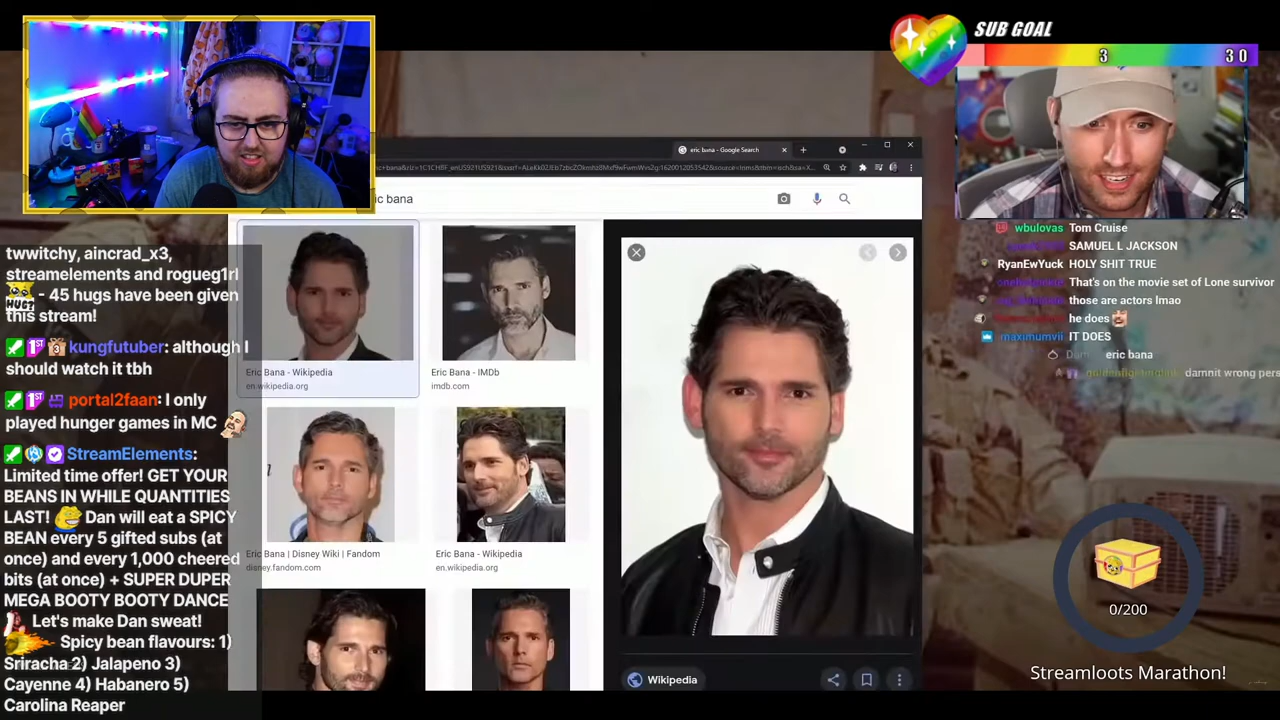 SUB GOAL
3
30
eric bana - Google Search
ic bana
Eric Bana - Wikipedia
en.wikipedia.org
Eric Bana - IMDb
imdb.com
Eric Bana | Disney Wiki | Fandom
disney.fandom.com
Eric Bana - Wikipedia
en.wikipedia.org
Wikipedia
twwitchy, aincrad_x3,
streamelements and rogueg1rl
HUG?
- 45 hugs have been given
this stream!
1ST 3 kungfutuber: although I
should watch it tbh
1ST portal2faan: I only
played hunger games in MC
StreamElements:
Limited time offer! GET YOUR
BEANS IN WHILE QUANTITIES
LAST! Dan will eat a SPICY
BEAN every 5 gifted subs (at
once) and every 1,000 cheered
bits (at once) + SUPER DUPER
MEGA BOOTY BOOTY DANCE
Let's make Dan sweat!
Spicy bean flavours: 1)
Sriracha 2) Jalapeno 3)
Cayenne 4) Habanero 5)
Carolina Reaper
wbulovas Tom Cruise
SAMUEL L JACKSON
RyanEwYuck HOLY SHIT TRUE
That's on the movie set of Lone survivor
those are actors lmao
he does
maximumvii IT DOES
eric bana
damnit wrong pers
0/200
Streamloots Marathon!